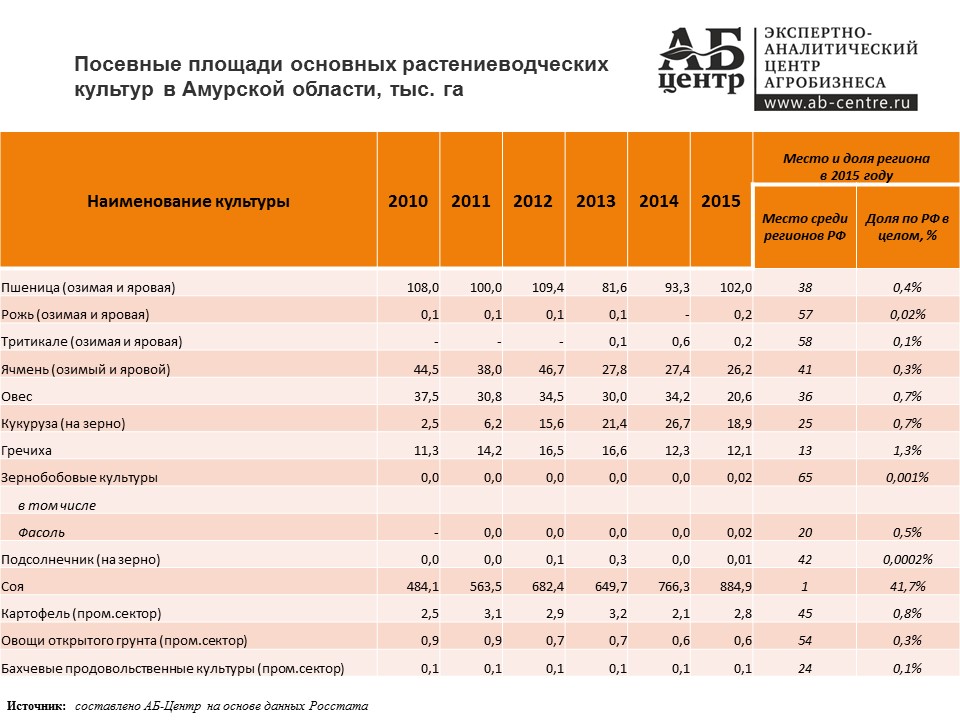 Посевные площади основных растениеводческих
культур в Амурской области, тыс. га
АБ
центр
ЭКСПЕРТНО-
АНАЛИТИЧЕСКИЙ
ЦЕНТР
АГРОБИЗНЕСА
www.ab-centre.ru
Наименование культуры 2010 2011 2012 2013 2014 2015
Место и доля региона
в 2015 году
Место среди
регионов РФ
Доля по РФ в
целом, %
Пшеница (озимая и яровая) 108,0 100,0 109,4 81,6 93,3 102,0 38 0,4%
Рожь (озимая и яровая) 0,1 0,1 0,1 0,1 - 0,2 57 0,02%
Тритикале (озимая и яровая) - - - 0,1 0,6 0,2 58 0,1%
Ячмень (озимый и яровой) 44,5 38,0 46,7 27,8 27,4 26,2 41 0,3%
Овес 37,5 30,8 34,5 30,0 34,2 20,6 36 0,7%
Кукуруза (на зерно) 2,5 6,2 15,6 21,4 26,7 18,9 25 0,7%
Гречиха 11,3 14,2 16,5 16,6 12,3 12,1 13 1,3%
Зернобобовые культуры 0,0 0,0 0,0 0,0 0,0 0,02 65 0,001%
в том числе
Фасоль - 0,0 0,0 0,0 0,0 0,02 20 0,5%
Подсолнечник (на зерно) 0,0 0,0 0,1 0,3 0,0 0,01 42 0,0002%
Соя 484,1 563,5 682,4 649,7 766,3 884,9 1 41,7%
Картофель (пром.сектор) 2,5 3,1 2,9 3,2 2,1 2,8 45 0,8%
Овощи открытого грунта (пром.сектор) 0,9 0,9 0,7 0,7 0,6 0,6 54 0,3%
Бахчевые продовольственные культуры (пром.сектор) 0,1 0,1 0,1 0,1 0,1 0,1 24 0,1%
Источник: составлено АБ-Центр на основе данных Росстата